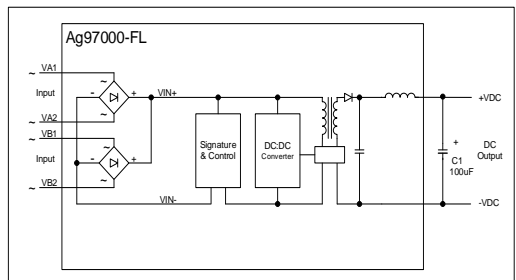 Ag97000-FL
~ VA1
Input
~ VA2
~ VB1
Input
~ VB2
~
- +
~
~
- +
~
VIN+
VIN-
Signature
& Control
DC:DC
Converter
+VDC
+
C1
100uF
DC
Output
-VDC